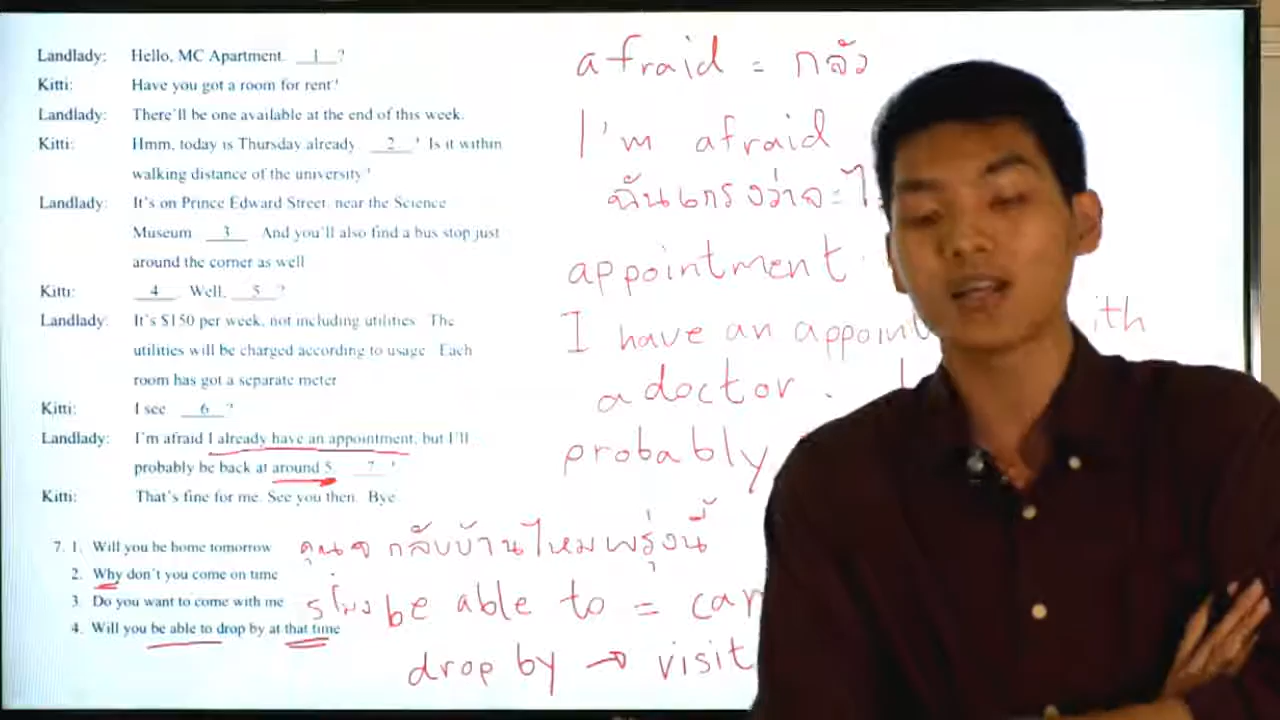 Landlady: Hello, MC Apartment. 1 ?
Kitti: Have you got a room for rent?
Landlady: There'll be one available at the end of this week.
Kitti: Hmm, today is Thursday already. 2 ? Is it within
walking distance of the university?
Landlady: It's on Prince Edward Street, near the Science
Museum. 3 And you'll also find a bus stop just
around the corner as well
Kitti: 4 Well, 5 ?
Landlady: It's $150 per week, not including utilities. The
utilities will be charged according to usage. Each
room has got a separate meter
Kitti: I see. 6 ?
Landlady: I'm afraid I already have an appointment, but I'll
probably be back at around 5. 7 ?
Kitti: That's fine for me. See you then. Bye
7. 1. Will you be home tomorrow
2. Why don't you come on time
3. Do you want to come with me
4. Will you be able to drop by at that time
afraid = กลัว
I'm afraid
ฉันเกรงว่าจะ
appointment
I have an with
a doctor.
probably
คุณจะกลับบ้านไหมพรุ่งนี้
5 โมง be able to = can
drop by → visit